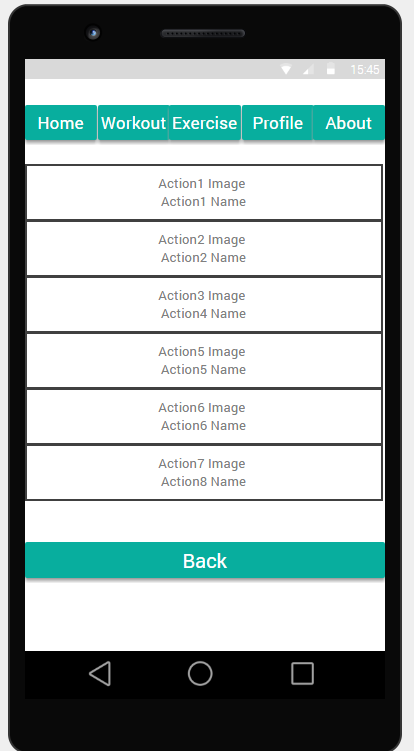 15:45
Home Workout Exercise Profile About
Action1 Image
Action1 Name
Action2 Image
Action2 Name
Action3 Image
Action4 Name
Action5 Image
Action5 Name
Action6 Image
Action6 Name
Action7 Image
Action8 Name
Back